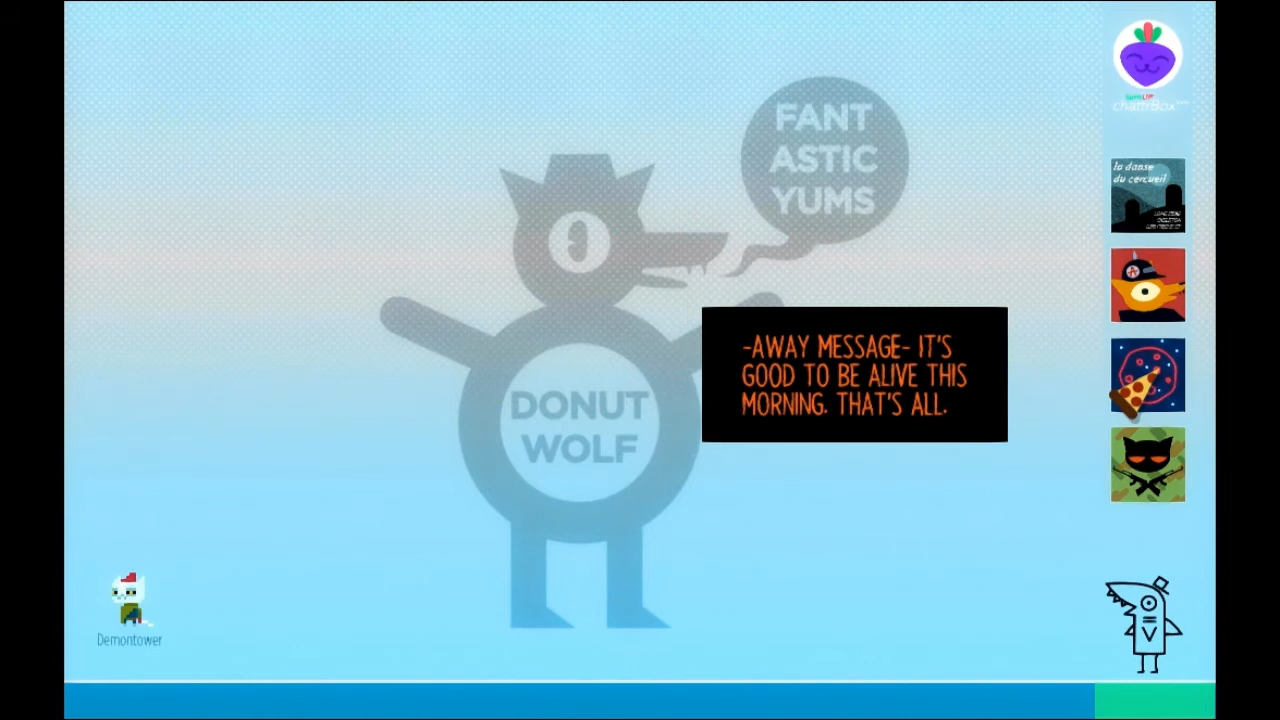 FANT
ASTIC
YUMS
DONUT
WOLF
-AWAY MESSAGE- IT'S
GOOD TO BE ALIVE THIS
MORNING. THAT'S ALL.
chattrBox
la danse
du cercueil
Demontower